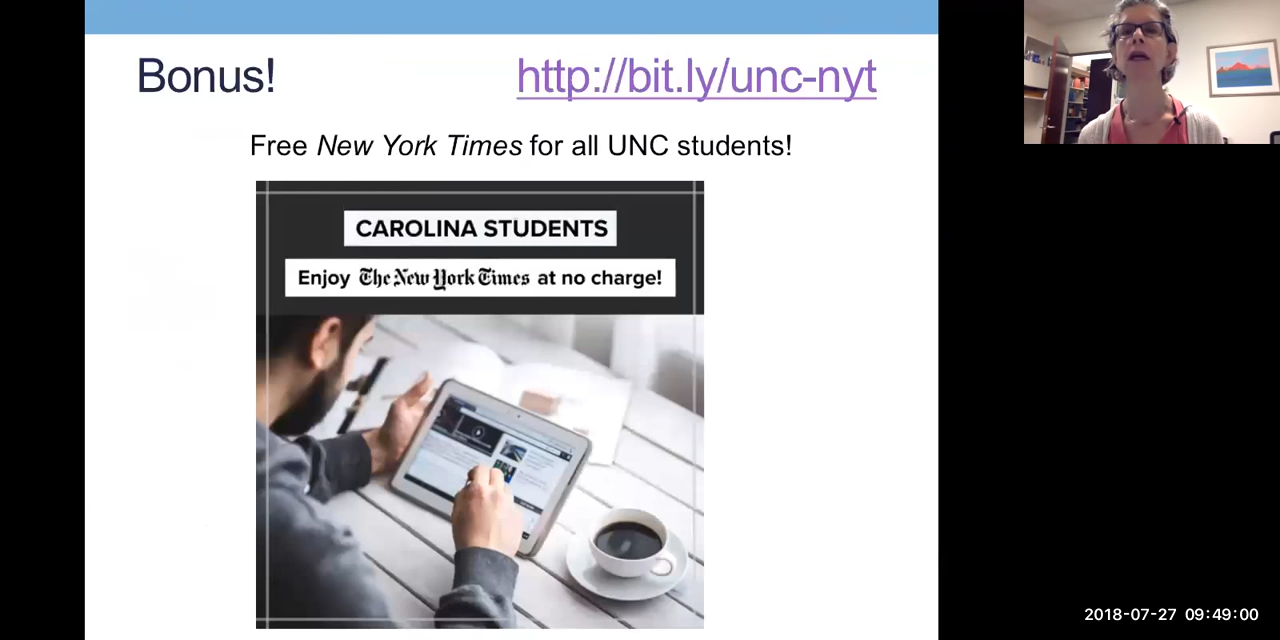 Bonus!
http://bit.ly/unc-nyt
Free New York Times for all UNC students!
CAROLINA STUDENTS
Enjoy The New York Times at no charge!
2018-07-27 09:49:00